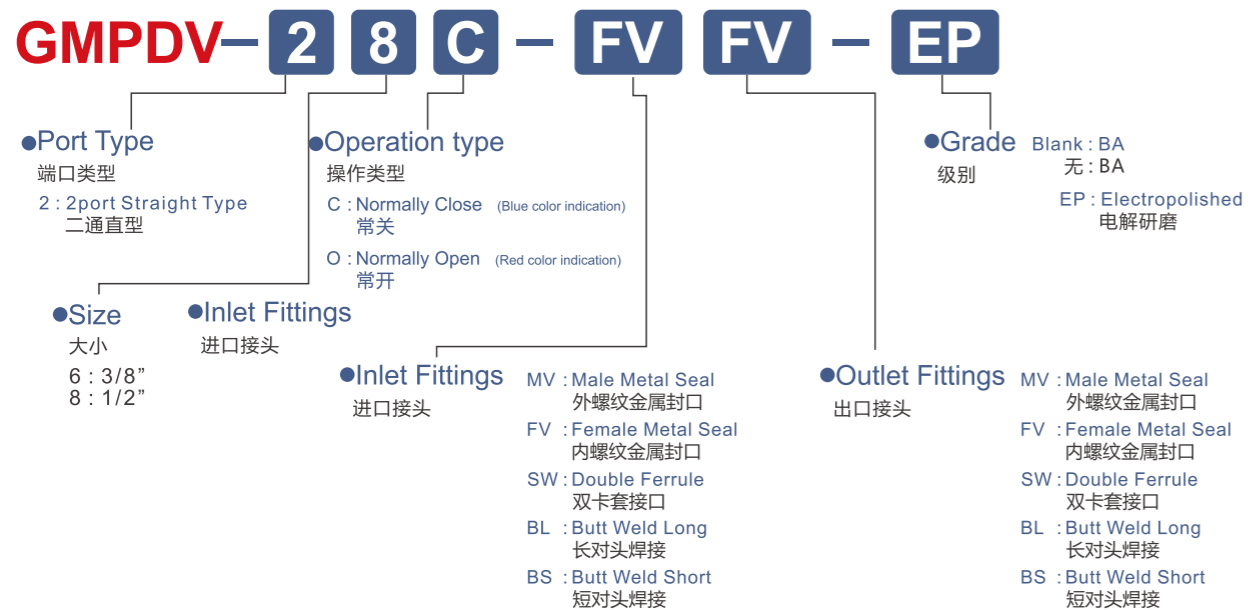 GMPDV-28C-FVFV-EP
●Port Type
端口类型
2 : 2port Straight Type
二通直型
●Operation type
操作类型
C : Normally Close (Blue color indication)
常关
O : Normally Open (Red color indication)
常开
●Grade
级别
Blank : BA
无 : BA
EP : Electropolished
电解研磨
●Size
大小
6 : 3/8”
8 : 1/2”
●Inlet Fittings
进口接头
●Inlet Fittings
进口接头
MV : Male Metal Seal
外螺纹金属封口
FV : Female Metal Seal
内螺纹金属封口
SW : Double Ferrule
双卡套接口
BL : Butt Weld Long
长对头焊接
BS : Butt Weld Short
短对头焊接
●Outlet Fittings
出口接头
MV : Male Metal Seal
外螺纹金属封口
FV : Female Metal Seal
内螺纹金属封口
SW : Double Ferrule
双卡套接口
BL : Butt Weld Long
长对头焊接
BS : Butt Weld Short
短对头焊接